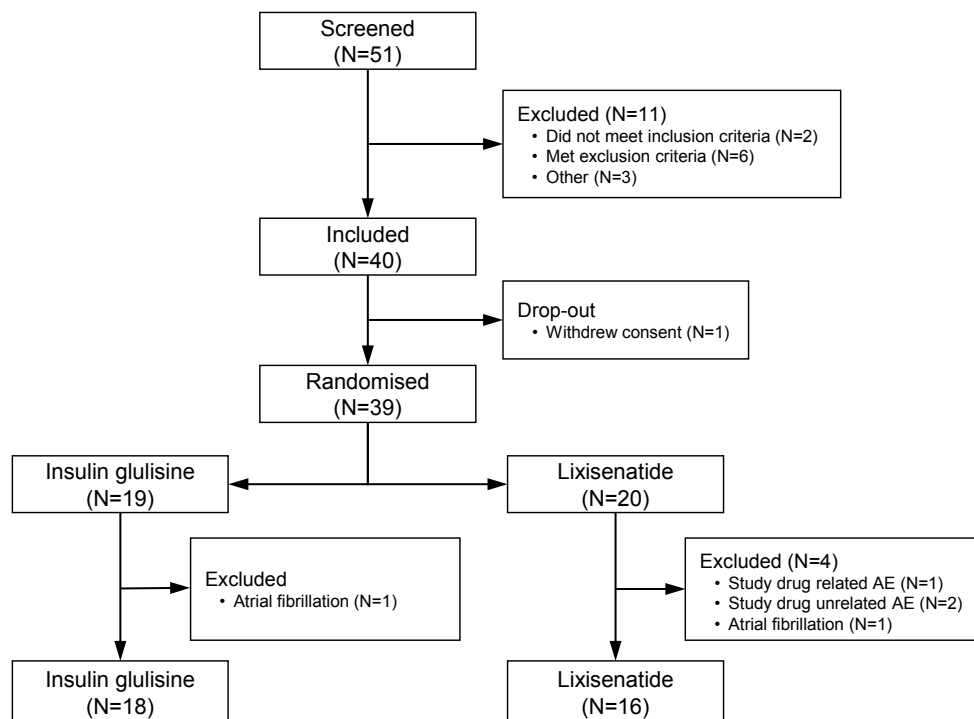 Screened
(N=51)
Excluded (N=11)
• Did not meet inclusion criteria (N=2)
• Met exclusion criteria (N=6)
• Other (N=3)
Included
(N=40)
Drop-out
• Withdrew consent (N=1)
Randomised
(N=39)
Insulin glulisine
(N=19)
Lixisenatide
(N=20)
Excluded
• Atrial fibrillation (N=1)
Excluded (N=4)
• Study drug related AE (N=1)
• Study drug unrelated AE (N=2)
• Atrial fibrillation (N=1)
Insulin glulisine
(N=18)
Lixisenatide
(N=16)